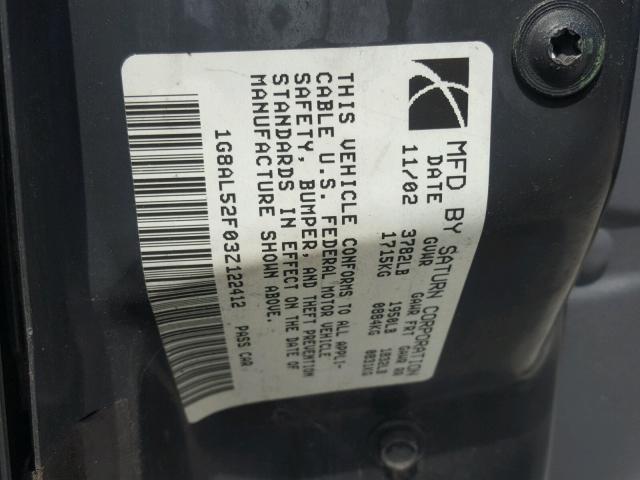 MFD BY SATURN CORPORATION
DATE GVWR GAWR FRT GAWR RR
11/02 3782LB 1950LB 1832LB
1715KG 0884KG 0831KG
THIS VEHICLE CONFORMS TO ALL APPLI-
CABLE U.S. FEDERAL MOTOR VEHICLE
SAFETY, BUMPER, AND THEFT PREVENTION
STANDARDS IN EFFECT ON THE DATE OF
MANUFACTURE SHOWN ABOVE.
1G8AL52F03Z122412 PASS CAR